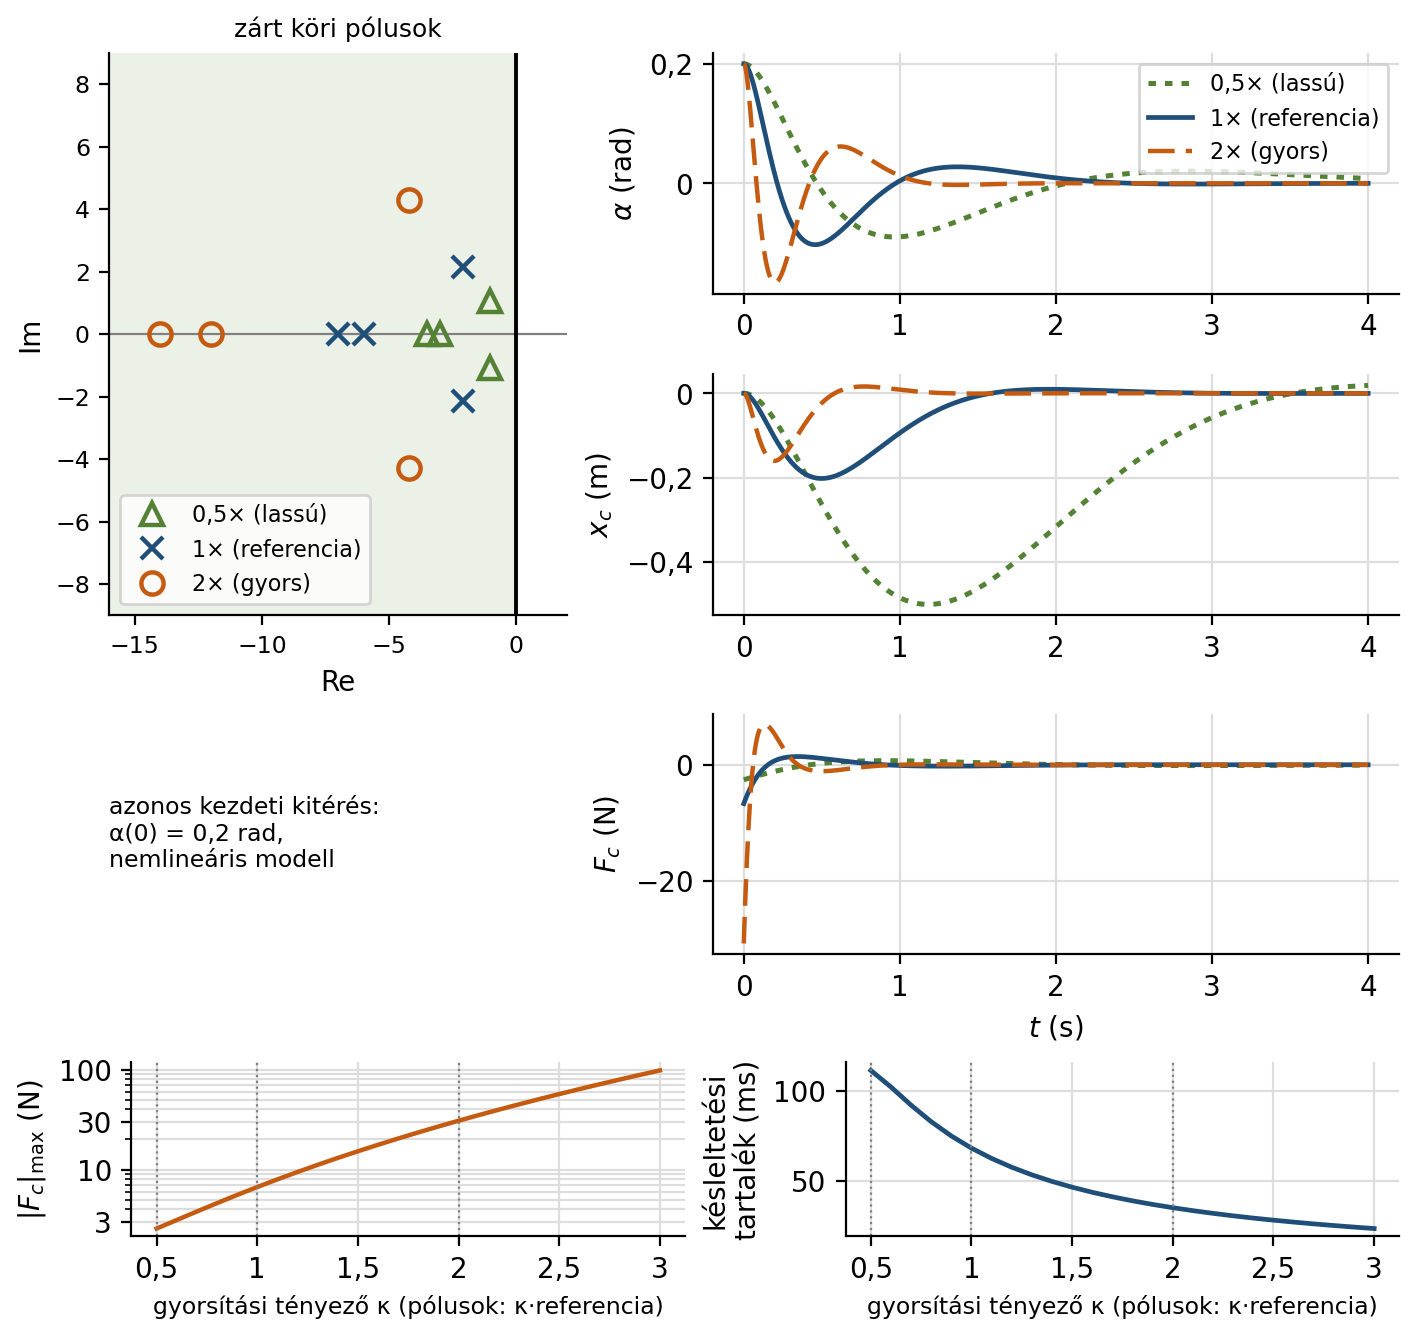 zárt köri pólusok
8
6
4
2
0
−2
−4
−6
−8
Im
0,5× (lassú)
1× (referencia)
2× (gyors)
−15
−10
−5
0
Re
0,2
0
α (rad)
0,5× (lassú)
1× (referencia)
2× (gyors)
0
1
2
3
4
0
−0,2
−0,4
x_c (m)
0
1
2
3
4
azonos kezdeti kitérés:
α(0) = 0,2 rad,
nemlineáris modell
0
−20
F_c (N)
0
1
2
3
4
t (s)
100
30
10
3
|F_c|_max (N)
0,5
1
1,5
2
2,5
3
gyorsítási tényező κ (pólusok: κ·referencia)
100
50
késleltetési
tartalék (ms)
0,5
1
1,5
2
2,5
3
gyorsítási tényező κ (pólusok: κ·referencia)